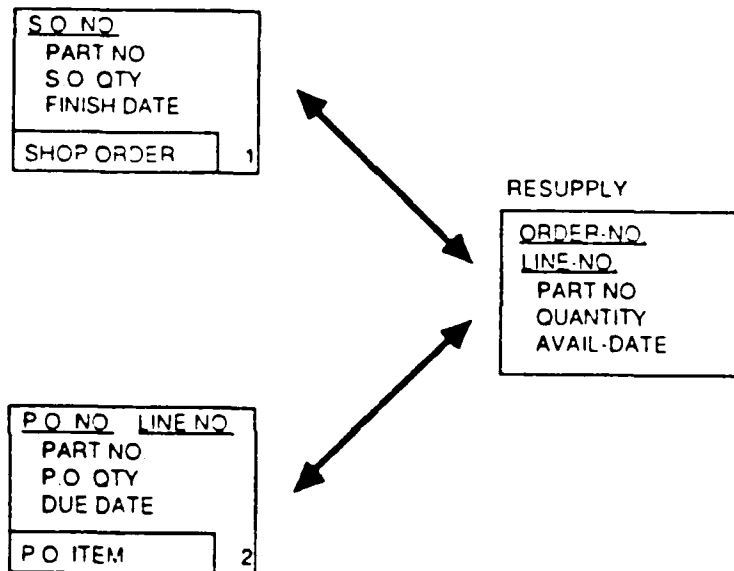 S.O. NO.
PART NO
S.O. QTY
FINISH DATE
SHOP ORDER 1
RESUPPLY
ORDER-NO.
LINE-NO.
PART NO
QUANTITY
AVAIL-DATE
P.O. NO. LINE NO.
PART NO.
P.O. QTY
DUE DATE
P.O. ITEM 2